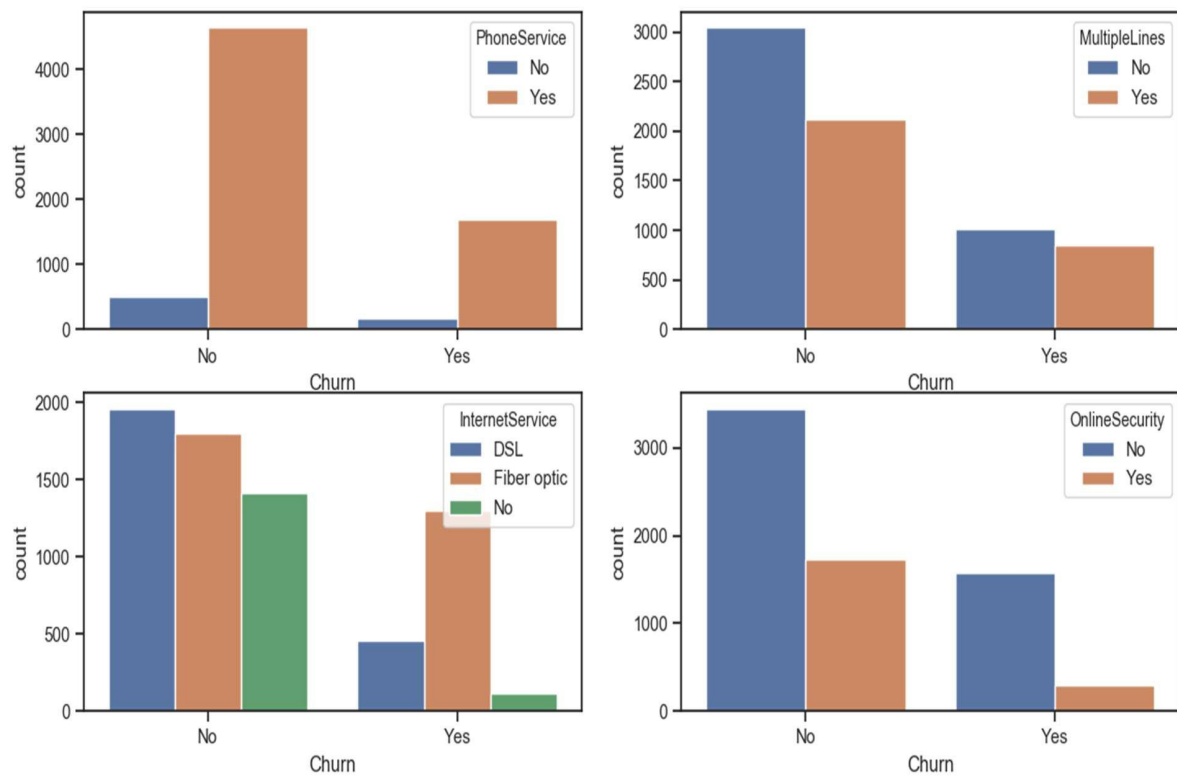 PhoneService
No
Yes
4000
3000
2000
1000
0
count
No Yes
Churn
MultipleLines
No
Yes
3000
2500
2000
1500
1000
500
0
count
No Yes
Churn
InternetService
DSL
Fiber optic
No
2000
1500
1000
500
0
count
No Yes
Churn
OnlineSecurity
No
Yes
3000
2000
1000
0
count
No Yes
Churn